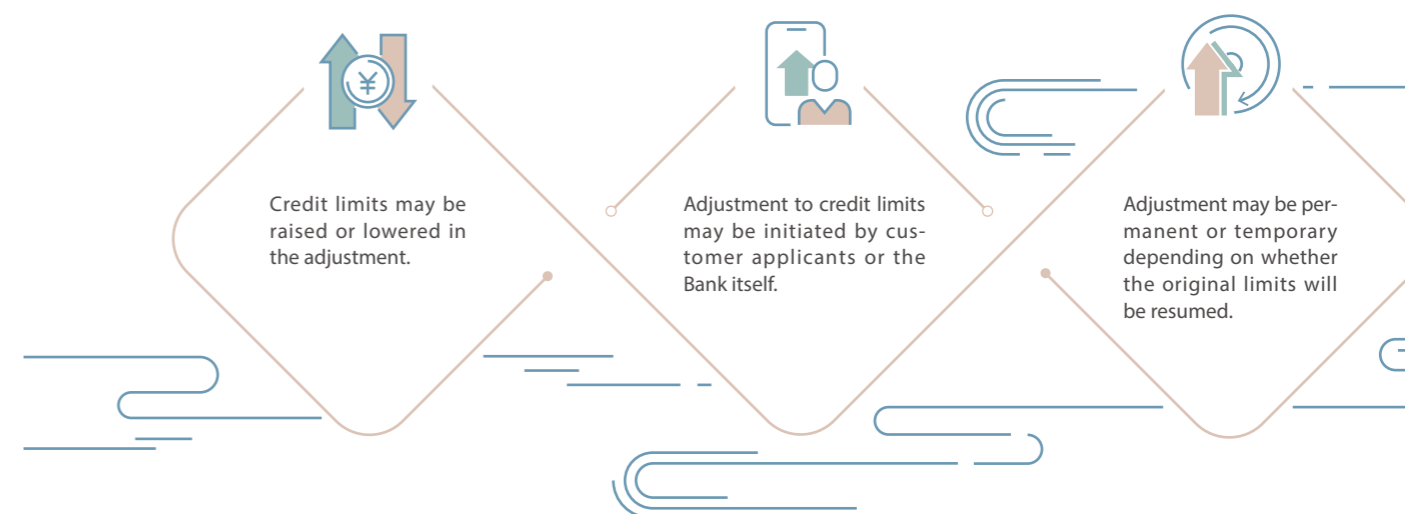 ¥
Credit limits may be
raised or lowered in
the adjustment.
Adjustment to credit limits
may be initiated by cus-
tomer applicants or the
Bank itself.
Adjustment may be per-
manent or temporary
depending on whether
the original limits will
be resumed.